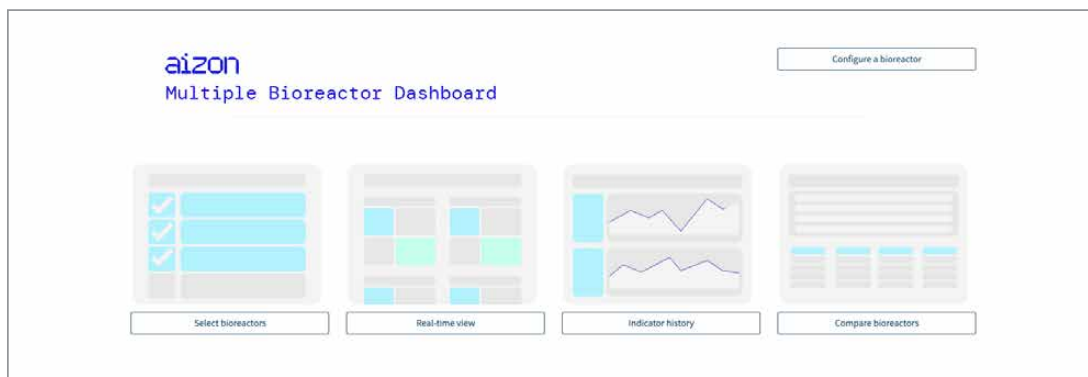 aizon
Configure a bioreactor
Multiple Bioreactor Dashboard
Select bioreactors
Real-time view
Indicator history
Compare bioreactors